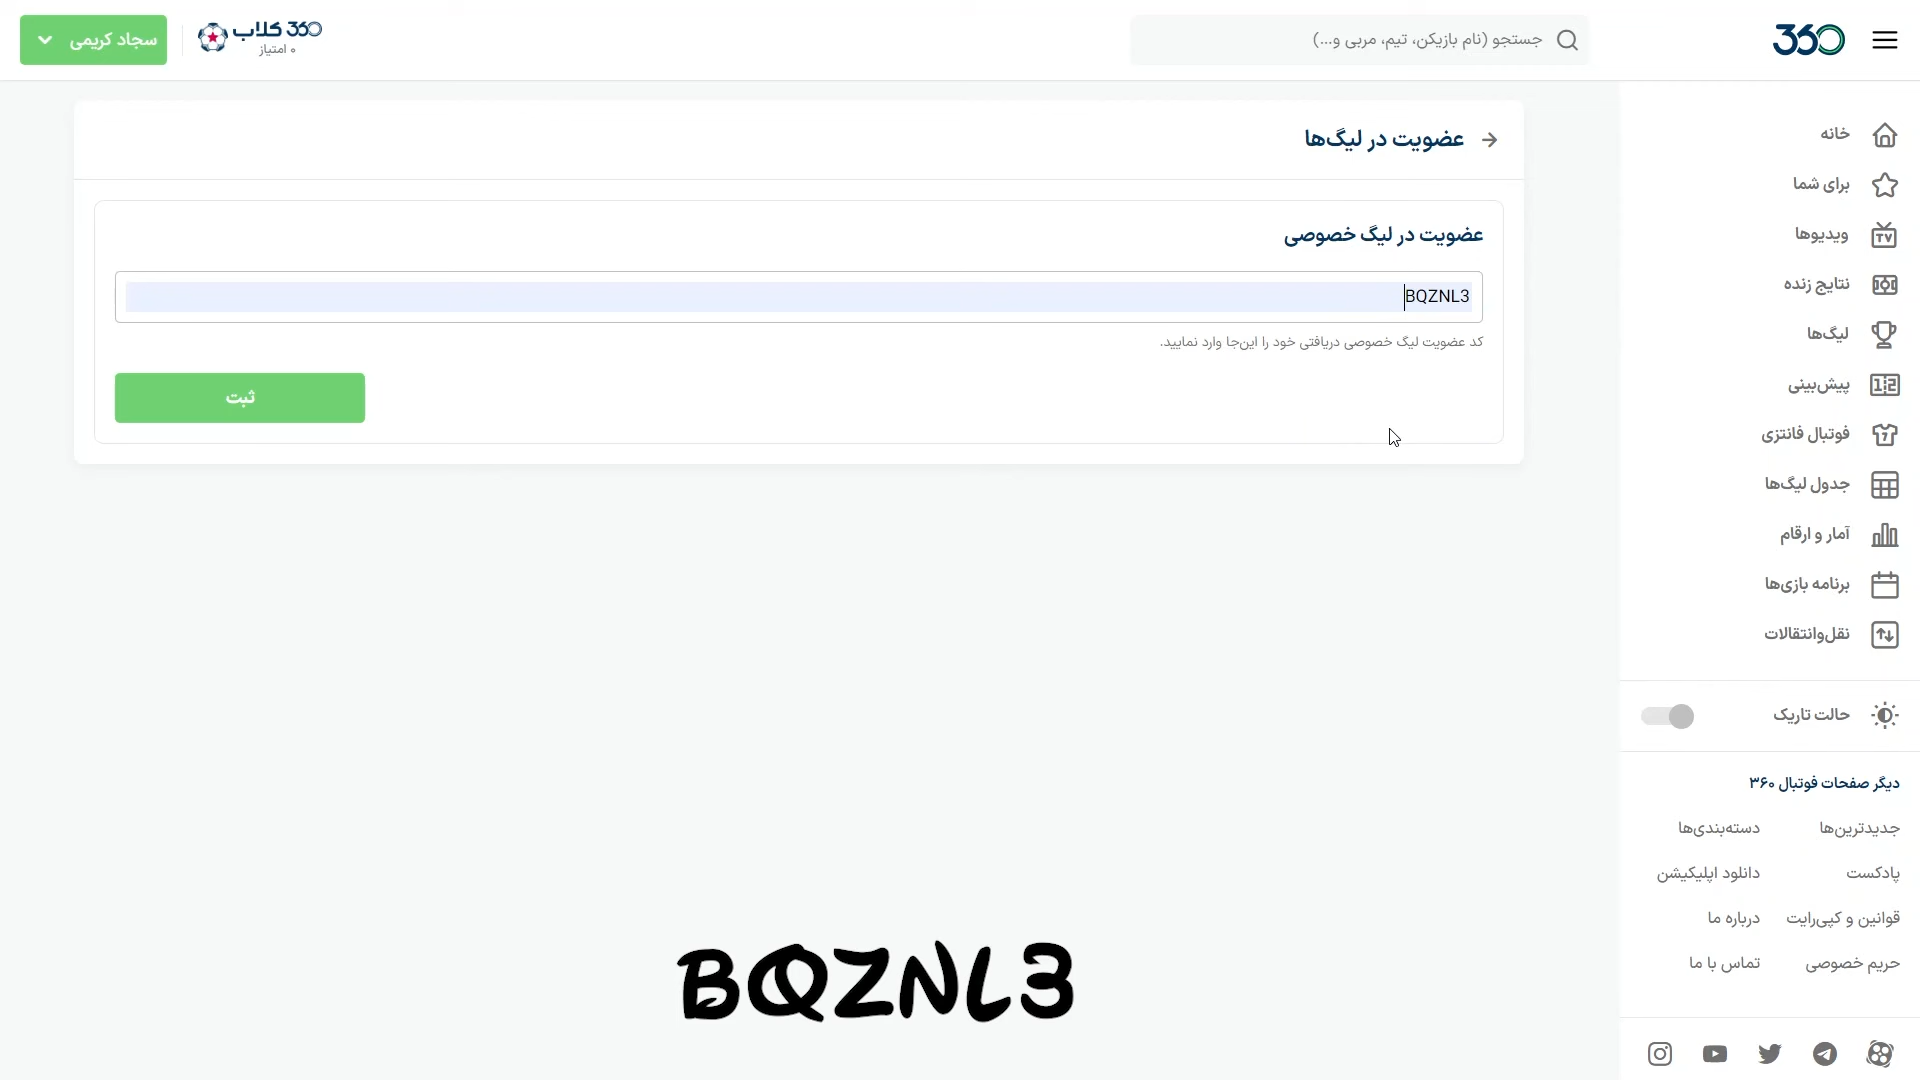 360
جستجو (نام بازیکن، تیم، مربی و...)
360 کلاب
۰ امتیاز
سجاد کریمی
خانه
برای شما
ویدیوها
نتایج زنده
لیگ‌ها
پیش‌بینی
فوتبال فانتزی
جدول لیگ‌ها
آمار و ارقام
برنامه بازی‌ها
نقل‌وانتقالات
حالت تاریک
دیگر صفحات فوتبال ۳۶۰
جدیدترین‌ها دسته‌بندی‌ها
پادکست دانلود اپلیکیشن
قوانین و کپی‌رایت درباره ما
حریم خصوصی تماس با ما
عضویت در لیگ‌ها
عضویت در لیگ خصوصی
BQZNL3
کد عضویت لیگ خصوصی دریافتی خود را این‌جا وارد نمایید.
ثبت
BQZNL3